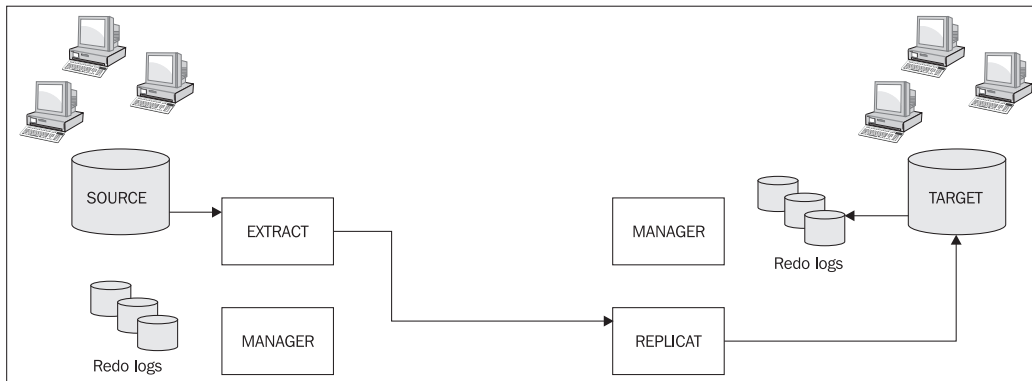 SOURCE
EXTRACT
MANAGER
Redo logs
TARGET
Redo logs
MANAGER
REPLICAT